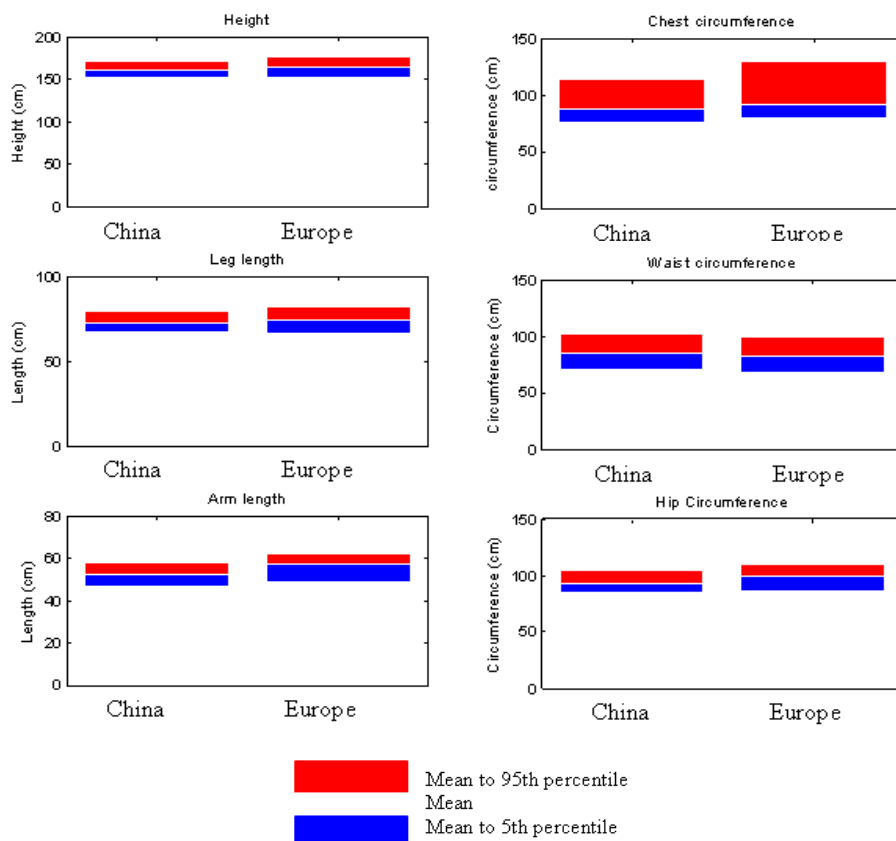 Height
200
150
100
50
0
Height (cm)
China Europe
Chest circumference
150
100
50
0
circumference (cm)
China Europe
Leg length
100
50
0
Length (cm)
China Europe
Waist circumference
150
100
50
0
Circumference (cm)
China Europe
Arm length
80
60
40
20
0
Length (cm)
China Europe
Hip Circumference
150
100
50
0
Circumference (cm)
China Europe
Mean to 95th percentile
Mean
Mean to 5th percentile